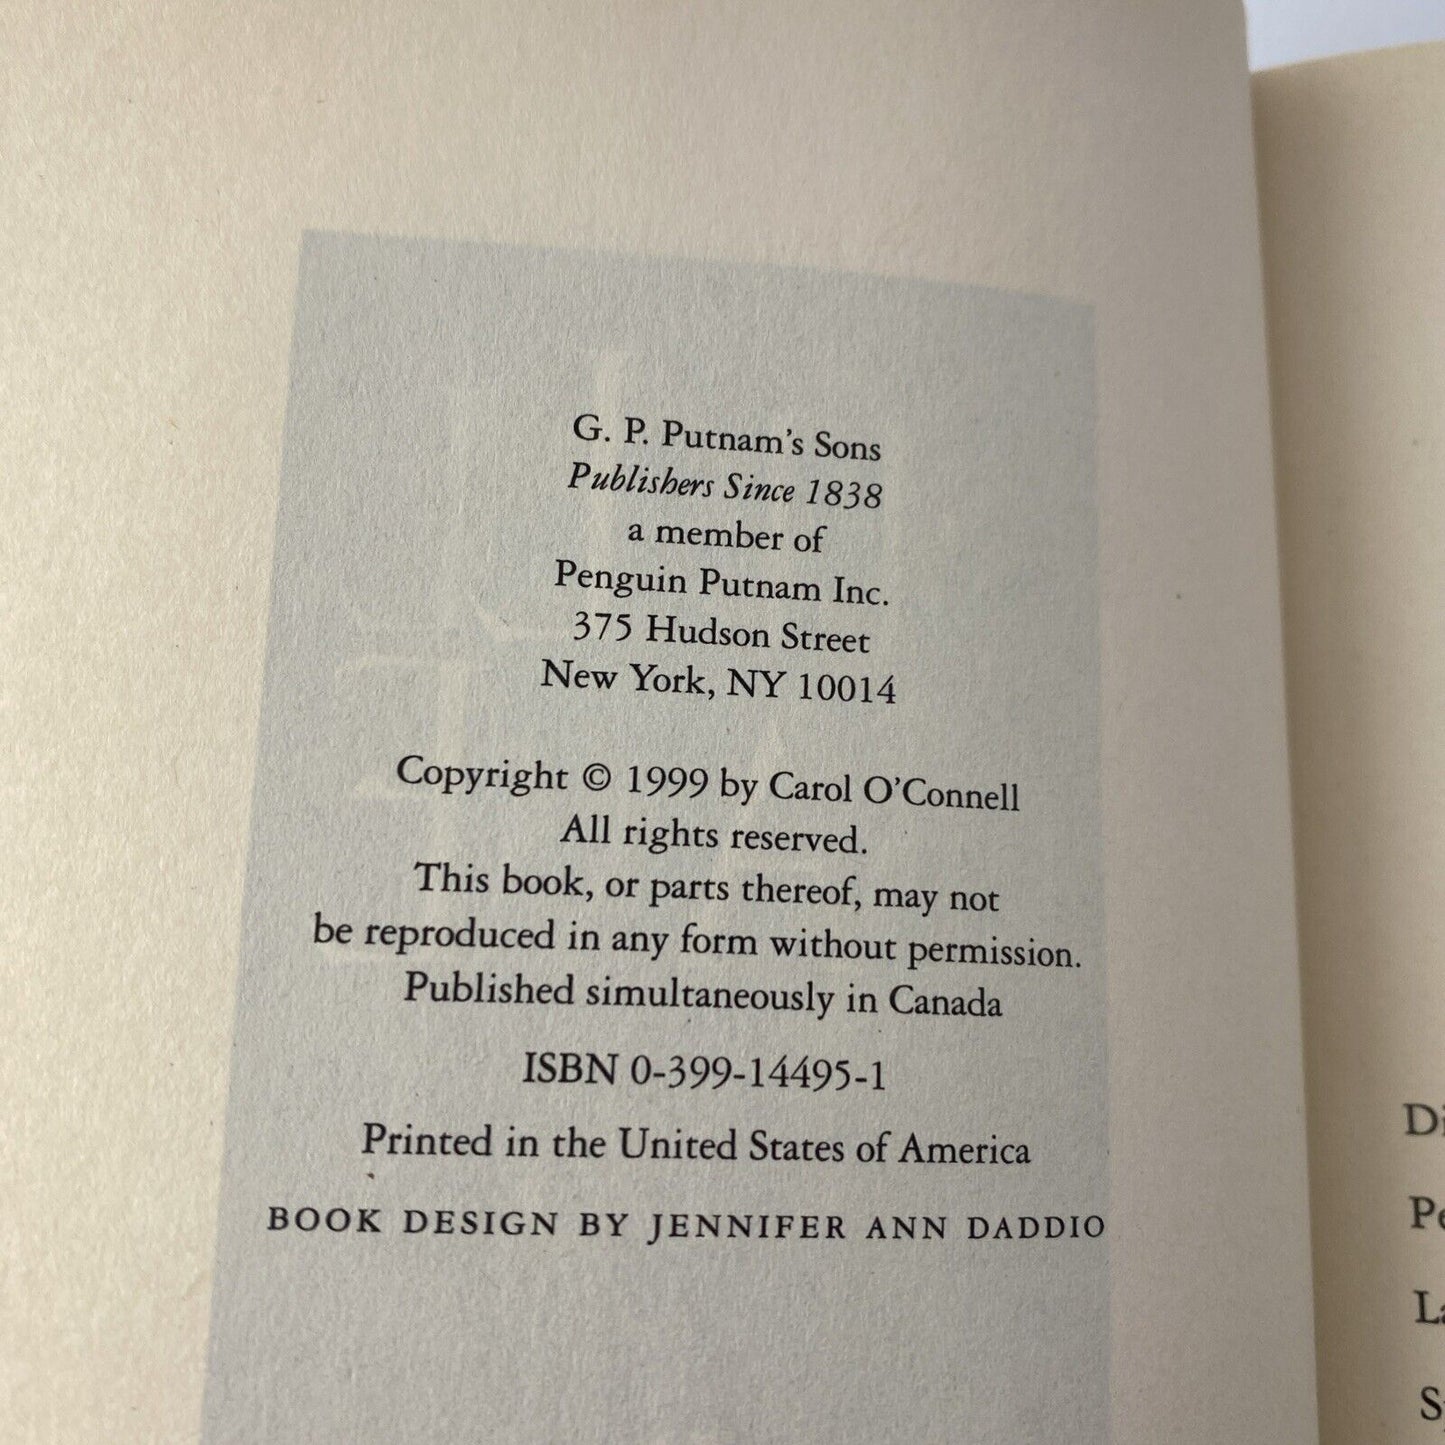 G. P. Putnam's Sons
Publishers Since 1838
a member of
Penguin Putnam Inc.
375 Hudson Street
New York, NY 10014
Copyright © 1999 by Carol O'Connell
All rights reserved.
This book, or parts thereof, may not
be reproduced in any form without permission.
Published simultaneously in Canada
ISBN 0-399-14495-1
Printed in the United States of America
BOOK DESIGN BY JENNIFER ANN DADDIO